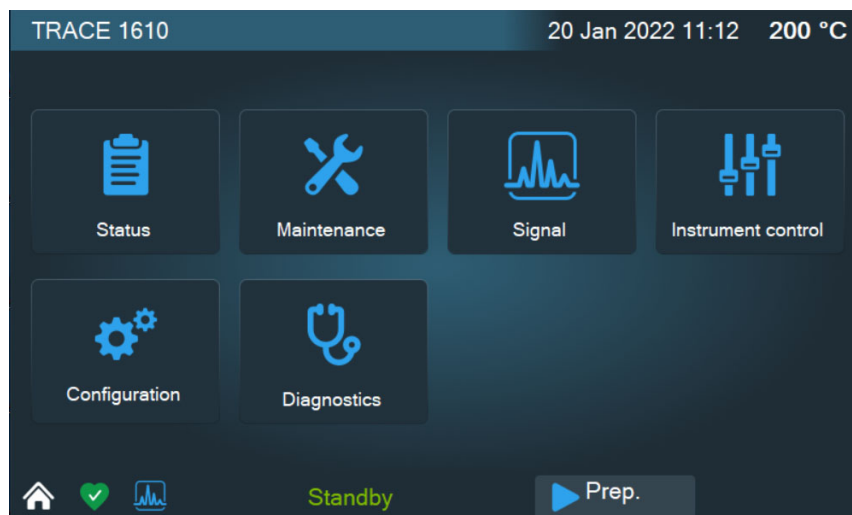 TRACE 1610 20 Jan 2022 11:12 200 °C
Status Maintenance Signal Instrument control
Configuration Diagnostics
Standby Prep.